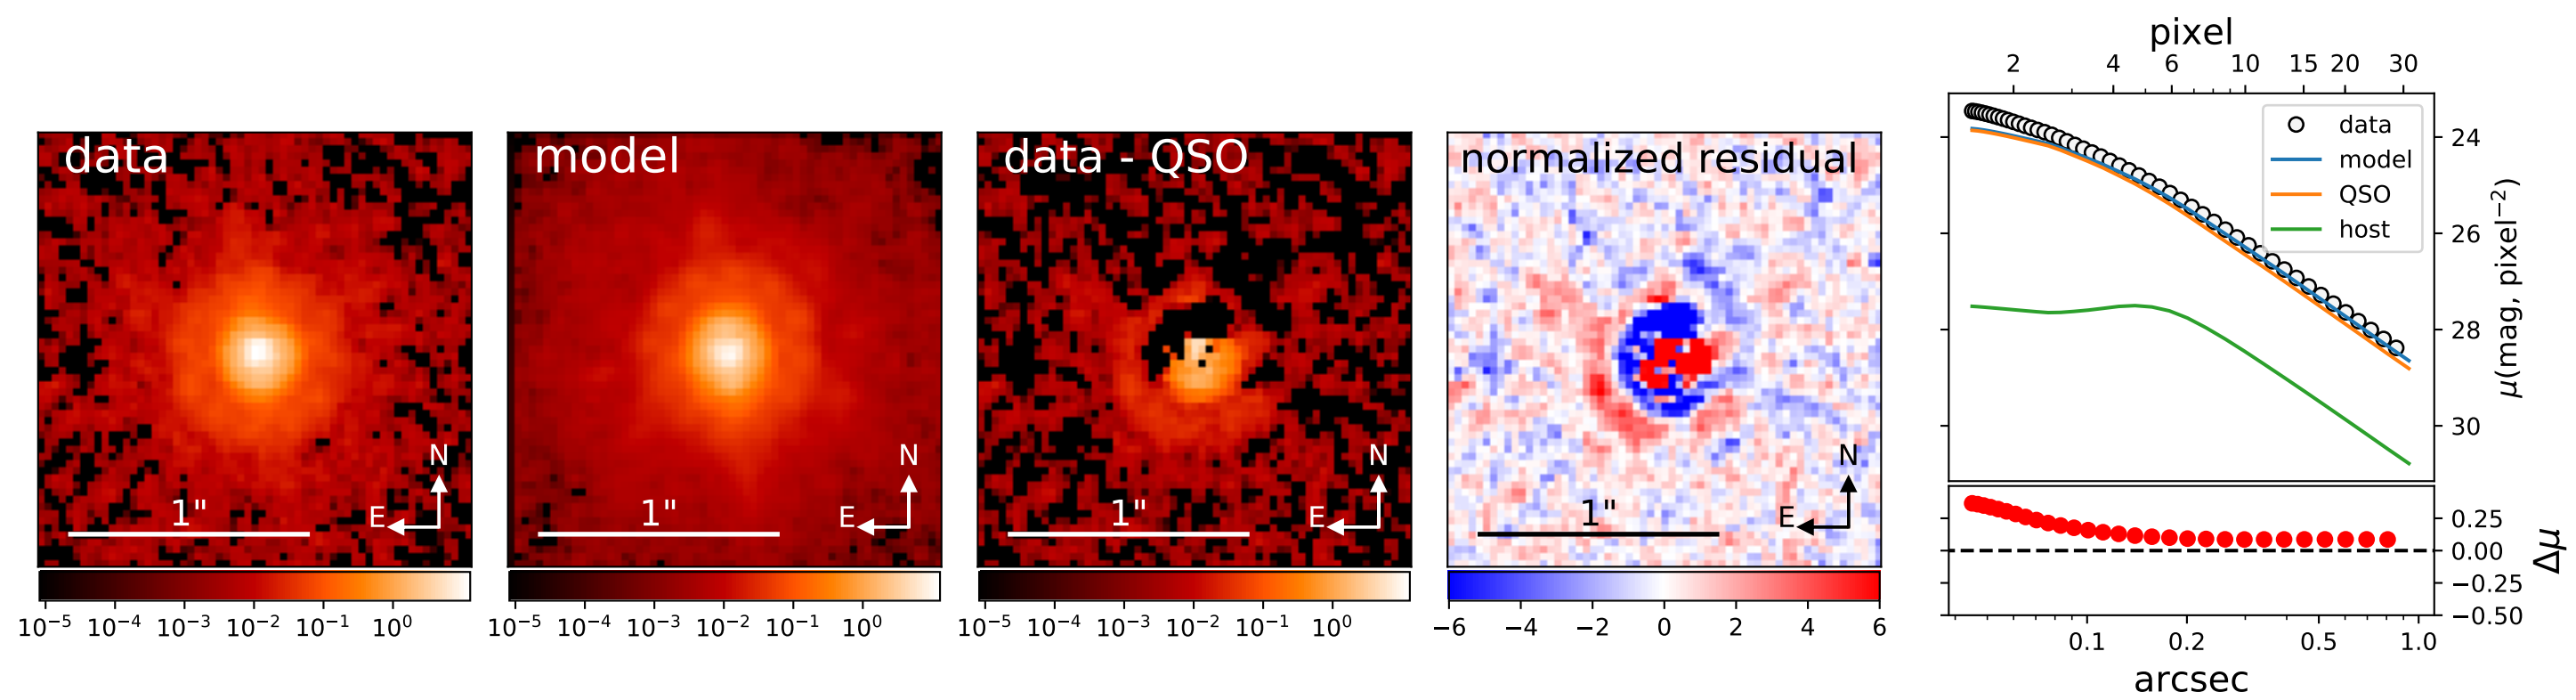 data
N
E
1"
10⁻⁵ 10⁻⁴ 10⁻³ 10⁻² 10⁻¹ 10⁰
model
N
E
1"
10⁻⁵ 10⁻⁴ 10⁻³ 10⁻² 10⁻¹ 10⁰
data - QSO
N
E
1"
10⁻⁵ 10⁻⁴ 10⁻³ 10⁻² 10⁻¹ 10⁰
normalized residual
N
E
1"
−6 −4 −2 0 2 4 6
pixel
2 4 6 10 15 20 30
data
model
QSO
host
24
26
28
30
μ(mag, pixel⁻²)
0.25
0.00
−0.25
−0.50
Δμ
0.1 0.2 0.5 1.0
arcsec